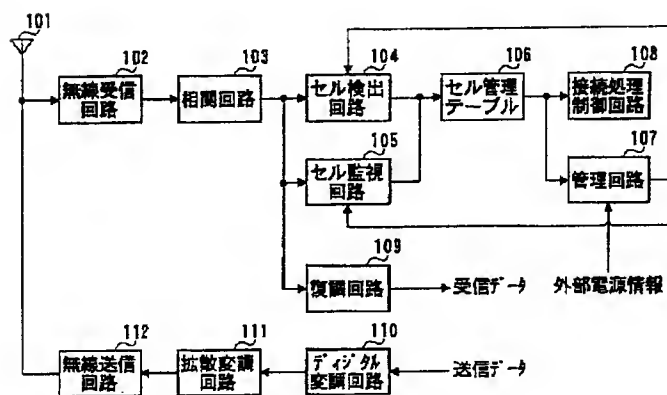 101
102
103
104
106
108
無線受信
回路
相関回路
セル検出
回路
セル管理
テーブル
接続処理
制御回路
105
107
セル監視
回路
管理回路
109
復調回路
受信データ
外部電源情報
112
111
110
無線送信
回路
拡散変調
回路
ディジタル
変調回路
送信データ